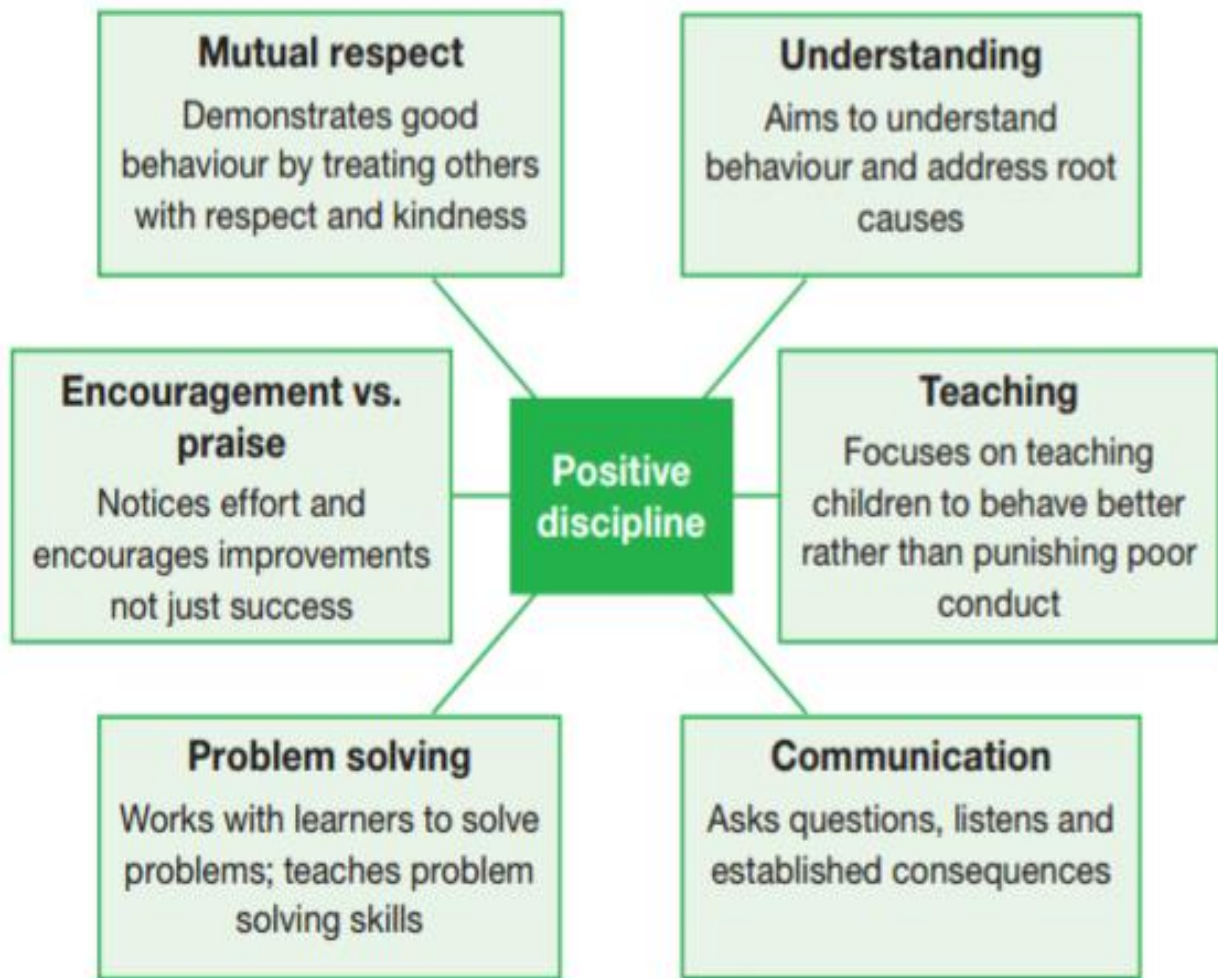 Mutual respect
Demonstrates good
behaviour by treating others
with respect and kindness
Understanding
Aims to understand
behaviour and address root
causes
Encouragement vs.
praise
Notices effort and
encourages improvements
not just success
Positive
discipline
Teaching
Focuses on teaching
children to behave better
rather than punishing poor
conduct
Problem solving
Works with learners to solve
problems; teaches problem
solving skills
Communication
Asks questions, listens and
established consequences